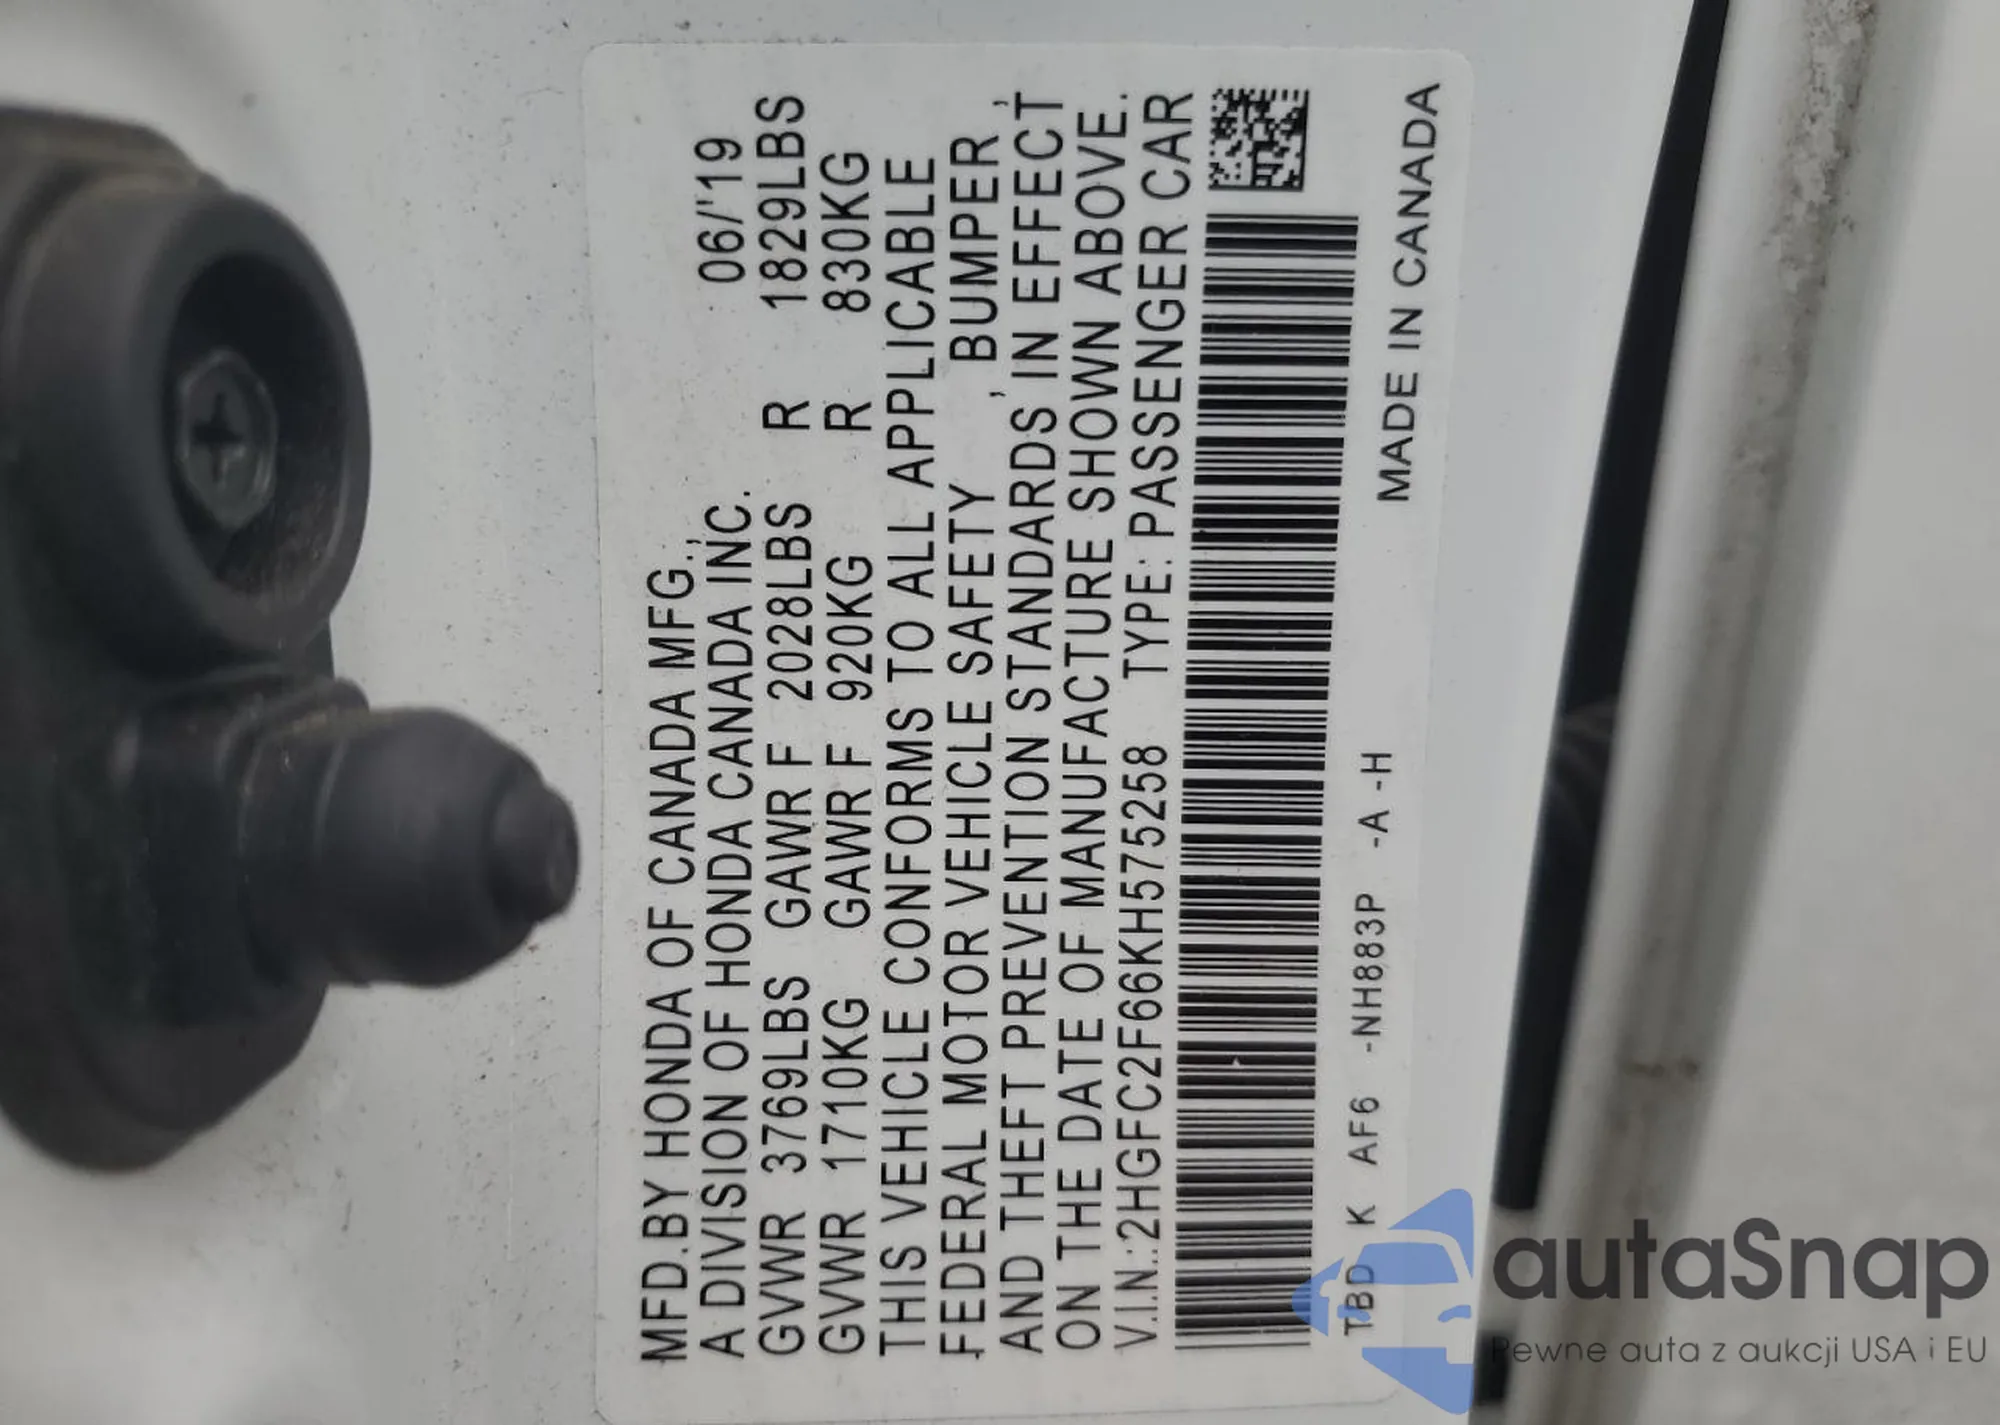 MFD.BY HONDA OF CANADA MFG.,
A DIVISION OF HONDA CANADA INC. 06/'19
GVWR 3769LBS GAWR F 2028LBS R 1829LBS
GVWR 1710KG GAWR F 920KG R 830KG
THIS VEHICLE CONFORMS TO ALL APPLICABLE
FEDERAL MOTOR VEHICLE SAFETY , BUMPER ,
AND THEFT PREVENTION STANDARDS IN EFFECT
ON THE DATE OF MANUFACTURE SHOWN ABOVE.
V.I.N.:2HGFC2F66KH575258 TYPE: PASSENGER CAR
TBD K AF6 -NH883P -A -H MADE IN CANADA
autaSnap
Pewne auta z aukcji USA i EU